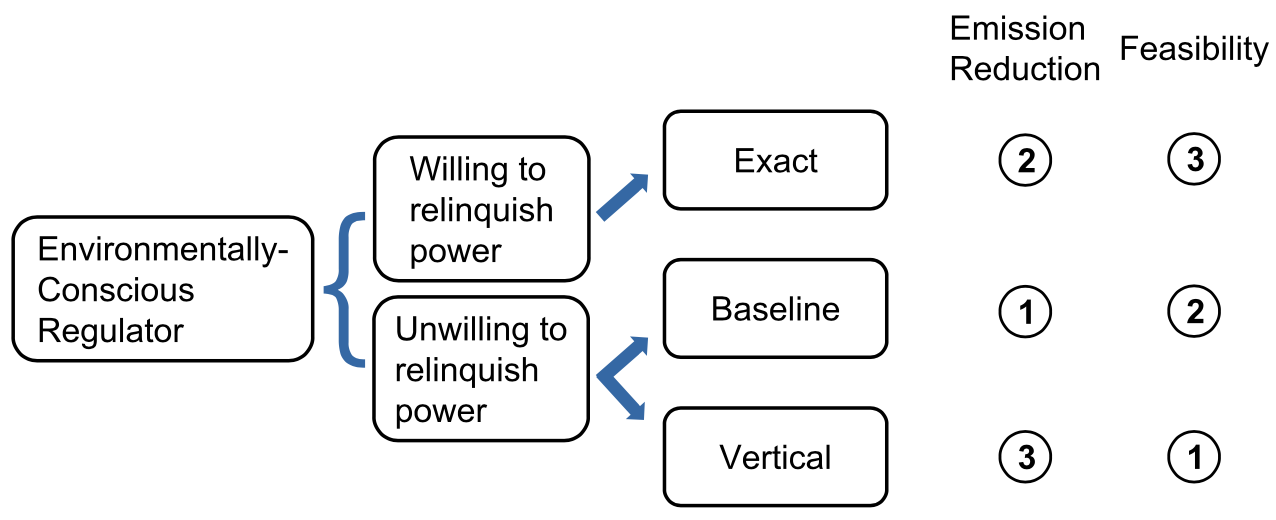 Emission
Reduction
Feasibility
Environmentally-
Conscious
Regulator
Willing to
relinquish
power
Unwilling to
relinquish
power
Exact
2
3
Baseline
1
2
Vertical
3
1